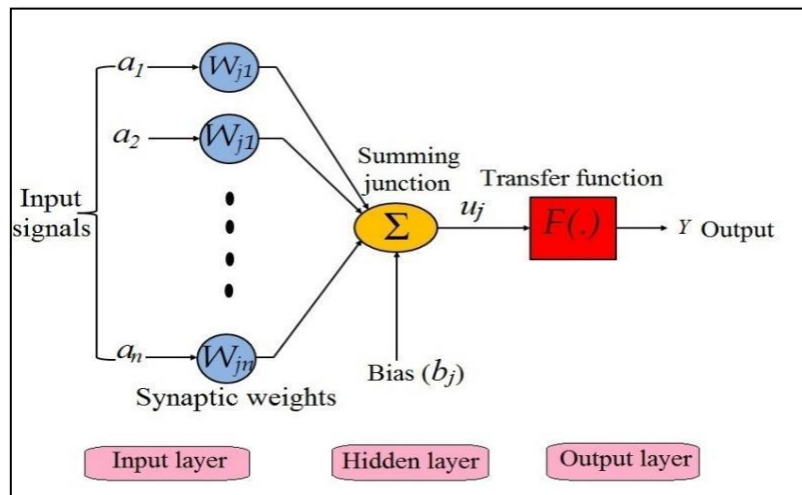 a1
Wj1
a2
Wj1
Input
signals
an
Wjn
Synaptic weights
Summing
junction
Σ
uj
Bias (bj)
Transfer function
F(.)
Y Output
Input layer
Hidden layer
Output layer